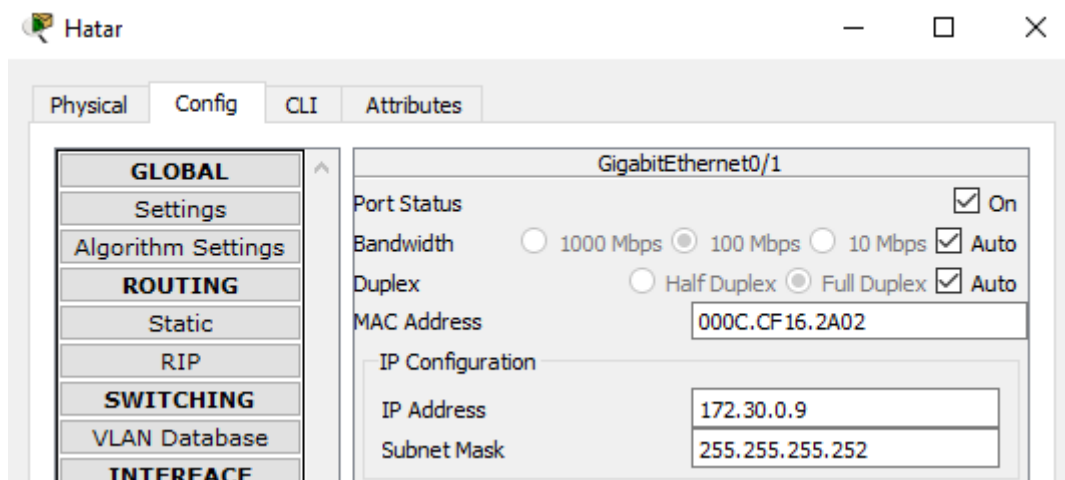 Hatar
Physical Config CLI Attributes
GLOBAL
Settings
Algorithm Settings
ROUTING
Static
RIP
SWITCHING
VLAN Database
INTERFACE
GigabitEthernet0/1
Port Status On
Bandwidth 1000 Mbps 100 Mbps 10 Mbps Auto
Duplex Half Duplex Full Duplex Auto
MAC Address 000C.CF16.2A02
IP Configuration
IP Address 172.30.0.9
Subnet Mask 255.255.255.252